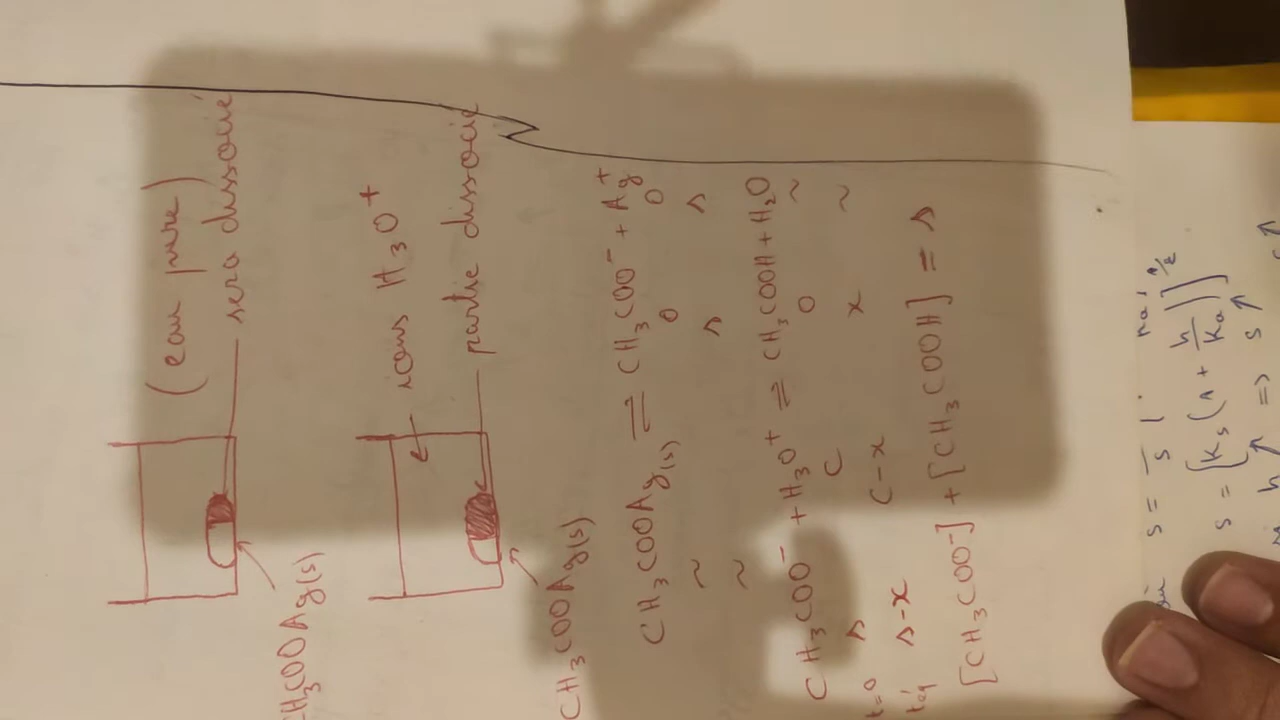 (eau pure)
sera dissocié
CH₃COOAg(s)
ions H₃O⁺
partie dissocié
CH₃COOAg(s)
CH₃COOAg(s) ⇌ CH₃COO⁻ + Ag⁺
~ 0 0
~ s s
CH₃COO⁻ + H₃O⁺ ⇌ CH₃COOH + H₂O
t=0 s C 0 ~
téq s-x C-x x ~
[CH₃COO⁻] + [CH₃COOH] = s
s =
s = [Ks(1 + h/Ka)]^1/2
h ↑ ⇒ s ↑